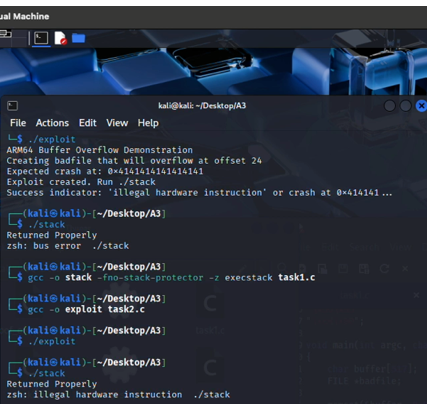 ual Machine
kali@kali: ~/Desktop/A3
File Actions Edit View Help
└─$ ./exploit
ARM64 Buffer Overflow Demonstration
Creating badfile that will overflow at offset 24
Expected crash at: 0×4141414141414141
Exploit created. Run ./stack
Success indicator: 'illegal hardware instruction' or crash at 0×414141...
┌──(kali㉿kali)-[~/Desktop/A3]
└─$ ./stack
Returned Properly
zsh: bus error ./stack
┌──(kali㉿kali)-[~/Desktop/A3]
└─$ gcc -o stack -fno-stack-protector -z execstack task1.c
┌──(kali㉿kali)-[~/Desktop/A3]
└─$ gcc -o exploit task2.c
┌──(kali㉿kali)-[~/Desktop/A3]
└─$ ./exploit
┌──(kali㉿kali)-[~/Desktop/A3]
└─$ ./stack
Returned Properly
zsh: illegal hardware instruction ./stack